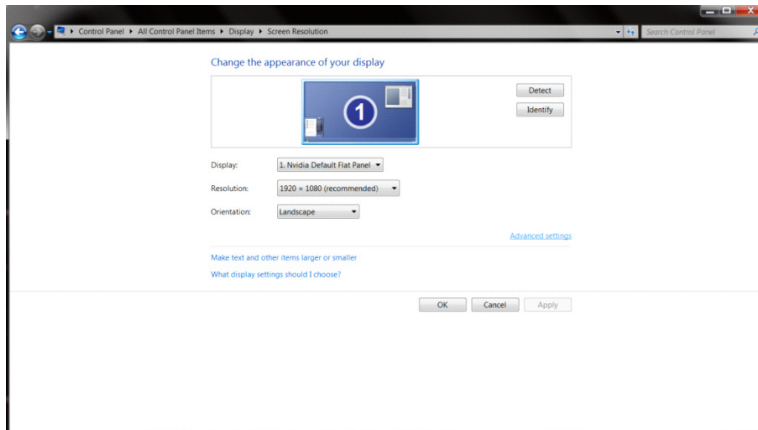 Control Panel ▸ All Control Panel Items ▸ Display ▸ Screen Resolution
Search Control Panel
Change the appearance of your display
1
Detect
Identify
Display:
1. Nvidia Default Flat Panel
Resolution:
1920 × 1080 (recommended)
Orientation:
Landscape
Advanced settings
Make text and other items larger or smaller
What display settings should I choose?
OK
Cancel
Apply